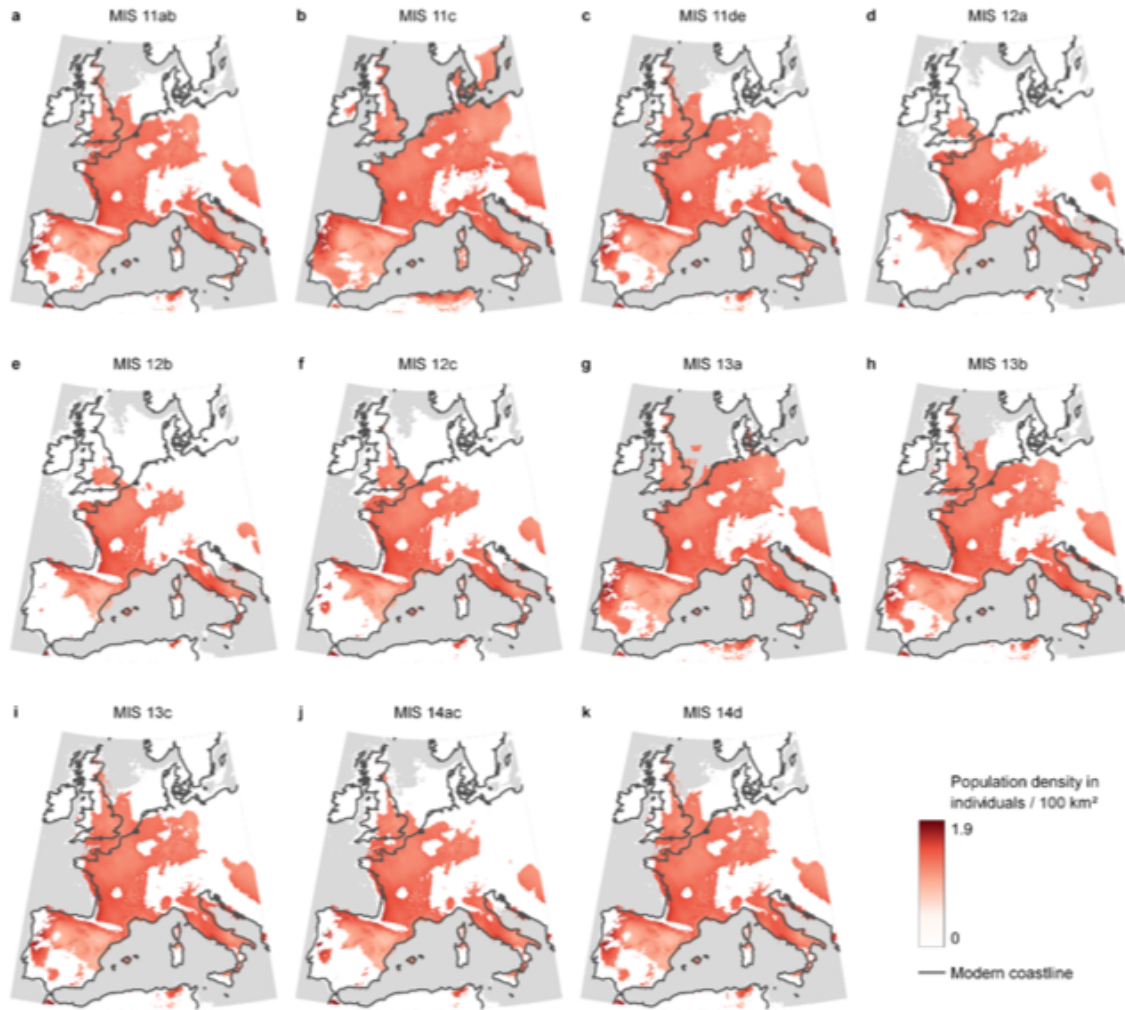 a MIS 11ab
b MIS 11c
c MIS 11de
d MIS 12a
e MIS 12b
f MIS 12c
g MIS 13a
h MIS 13b
i MIS 13c
j MIS 14ac
k MIS 14d
Population density in
individuals / 100 km²
1.9
0
Modern coastline